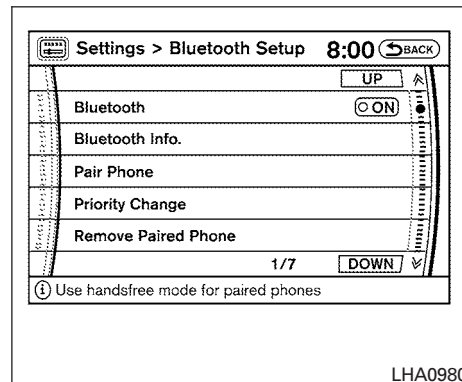 Settings > Bluetooth Setup 8:00 BACK
UP
Bluetooth ON
Bluetooth Info.
Pair Phone
Priority Change
Remove Paired Phone
1/7 DOWN
i Use handsfree mode for paired phones
LHA0980